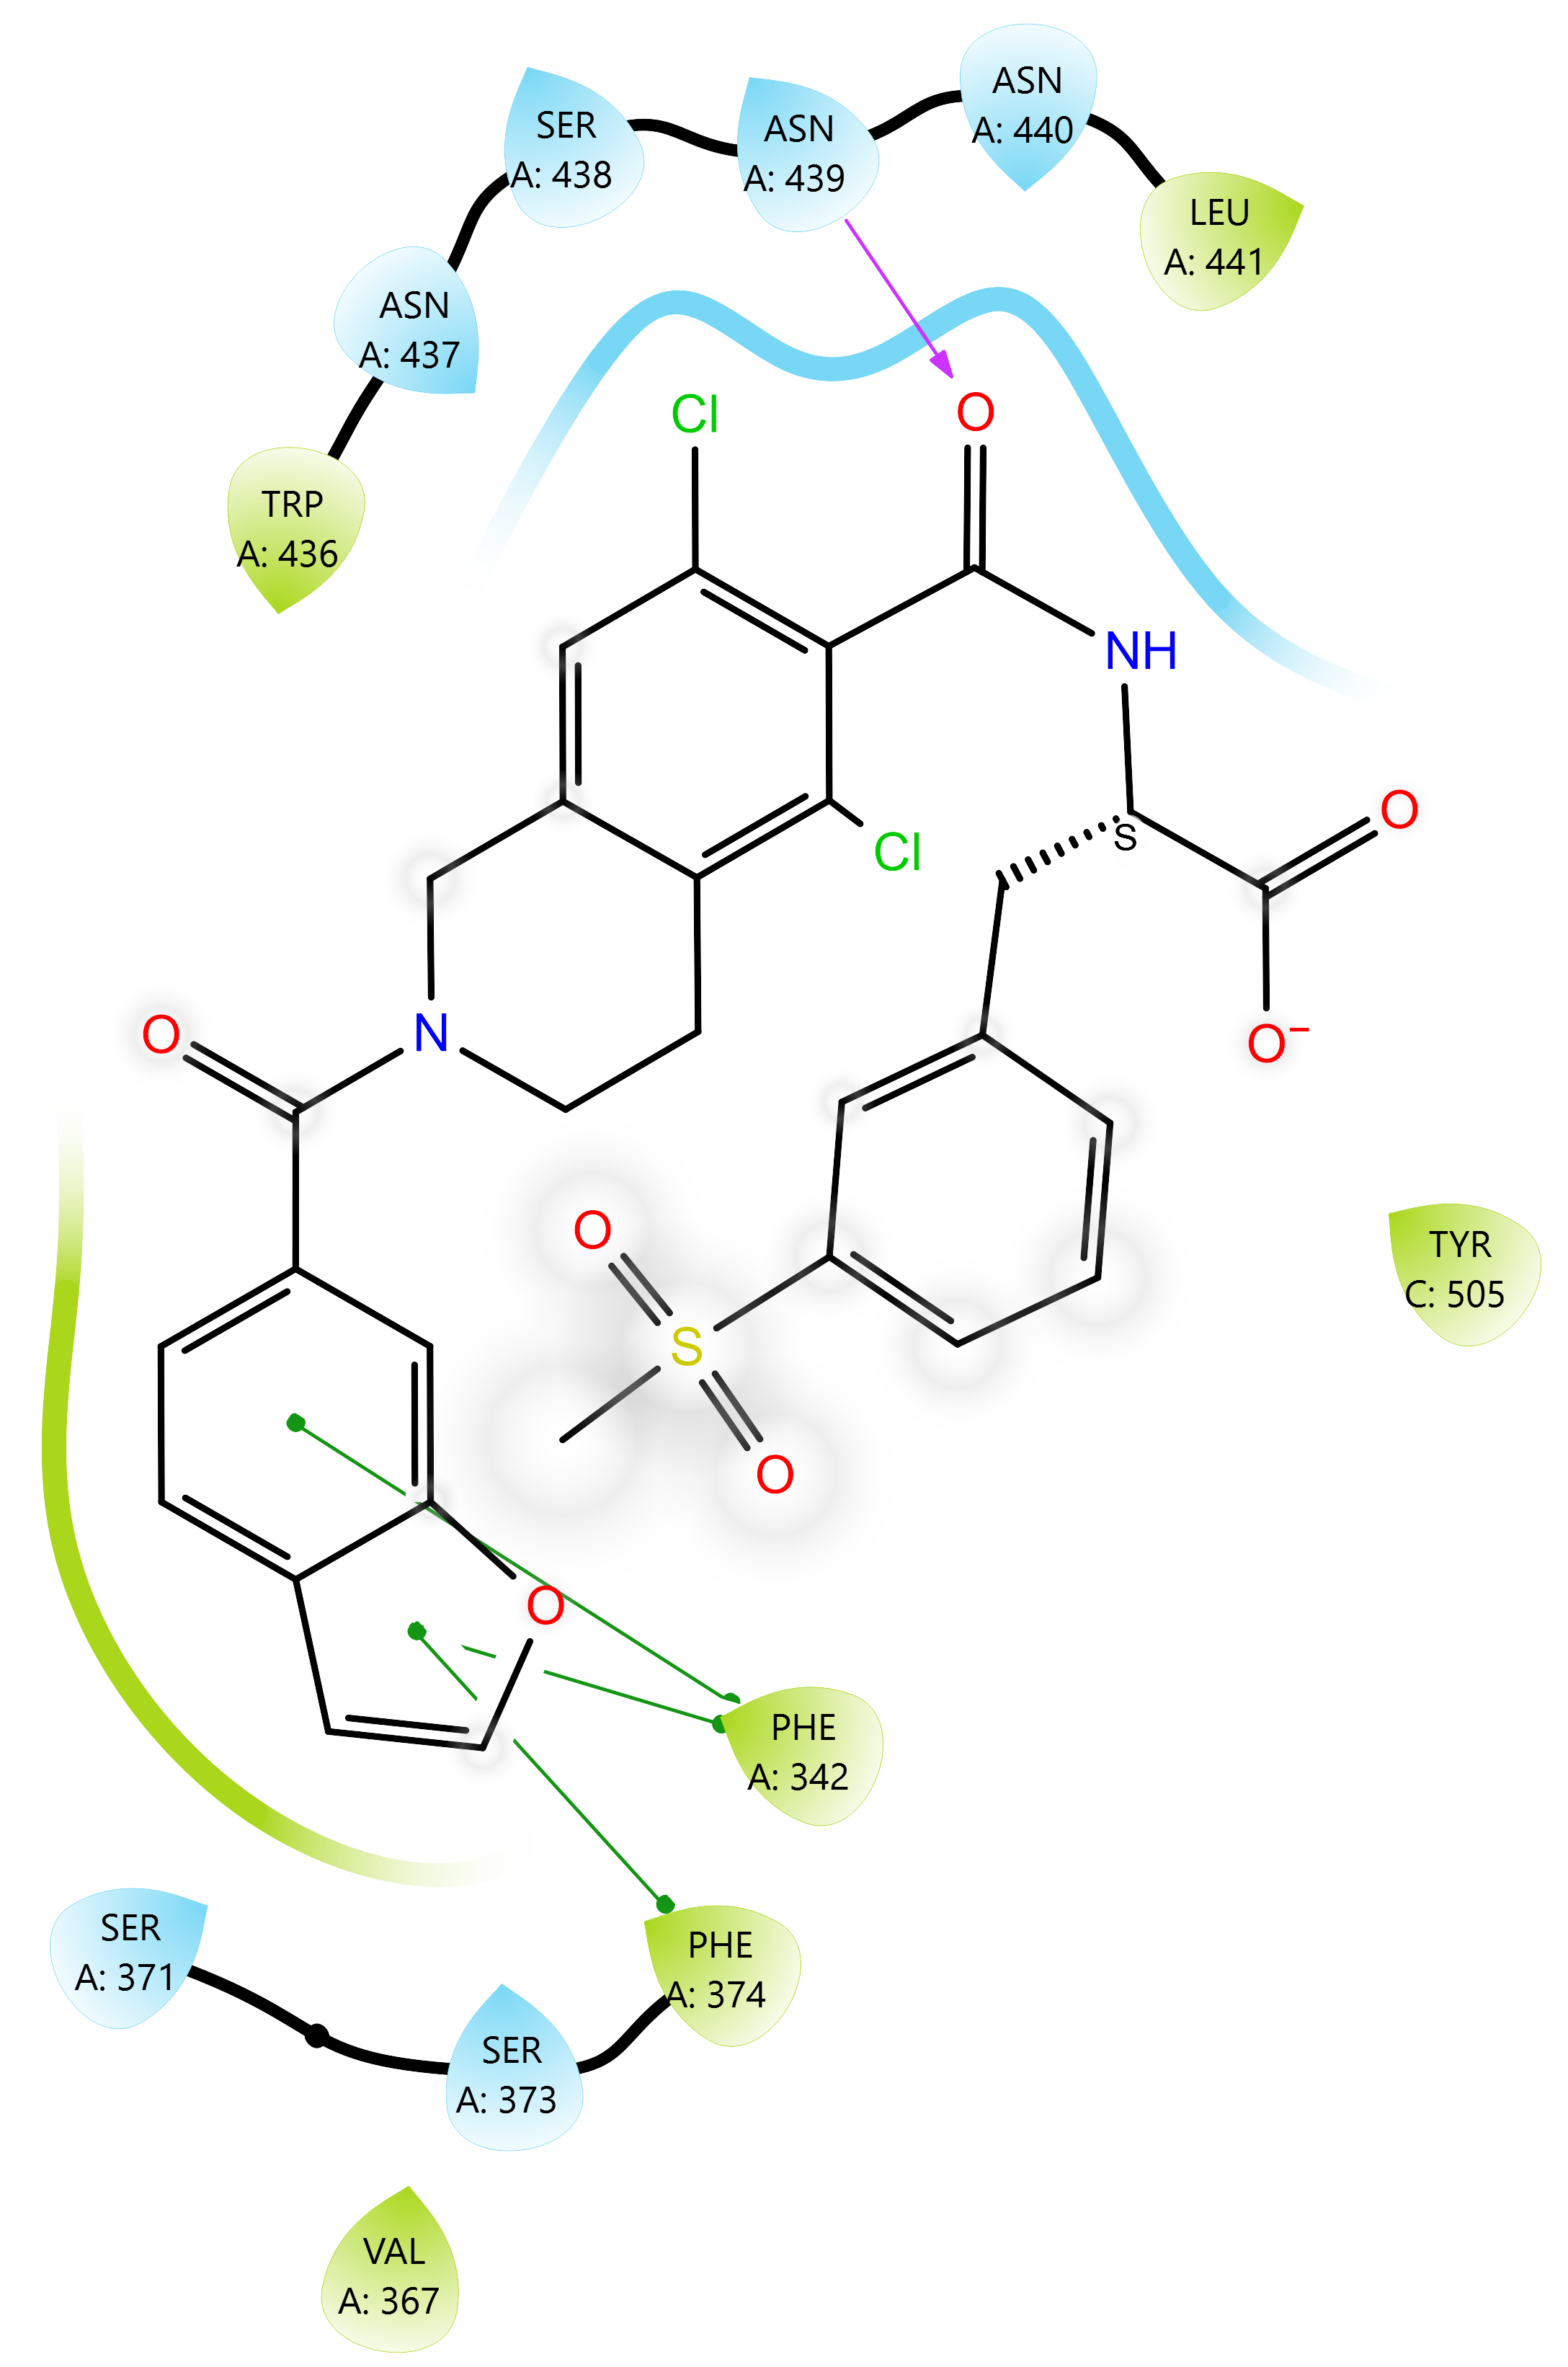 ASN
A: 440
SER
A: 438
ASN
A: 439
LEU
A: 441
ASN
A: 437
Cl
O
TRP
A: 436
NH
O
S
Cl
O
N
O−
O
TYR
C: 505
S
O
O
PHE
A: 342
SER
A: 371
PHE
A: 374
SER
A: 373
VAL
A: 367